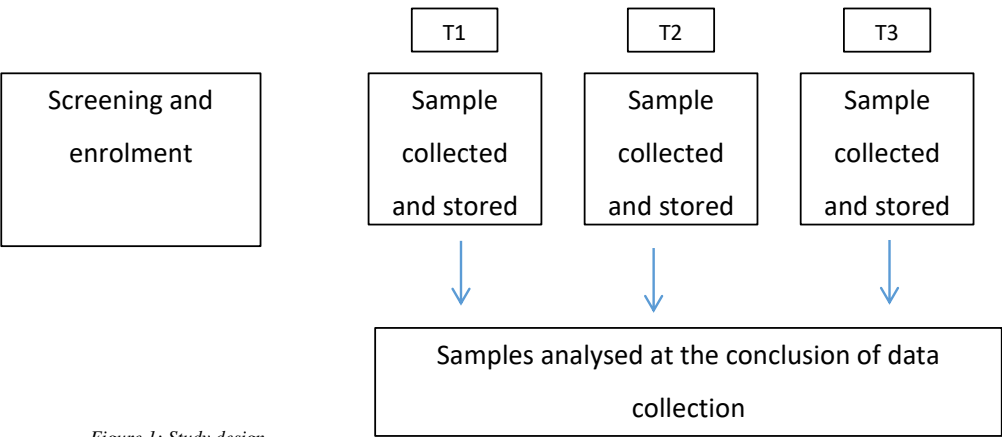 T1
T2
T3
Screening and
enrolment
Sample
collected
and stored
Sample
collected
and stored
Sample
collected
and stored
Samples analysed at the conclusion of data
collection
Figure 1: Study design